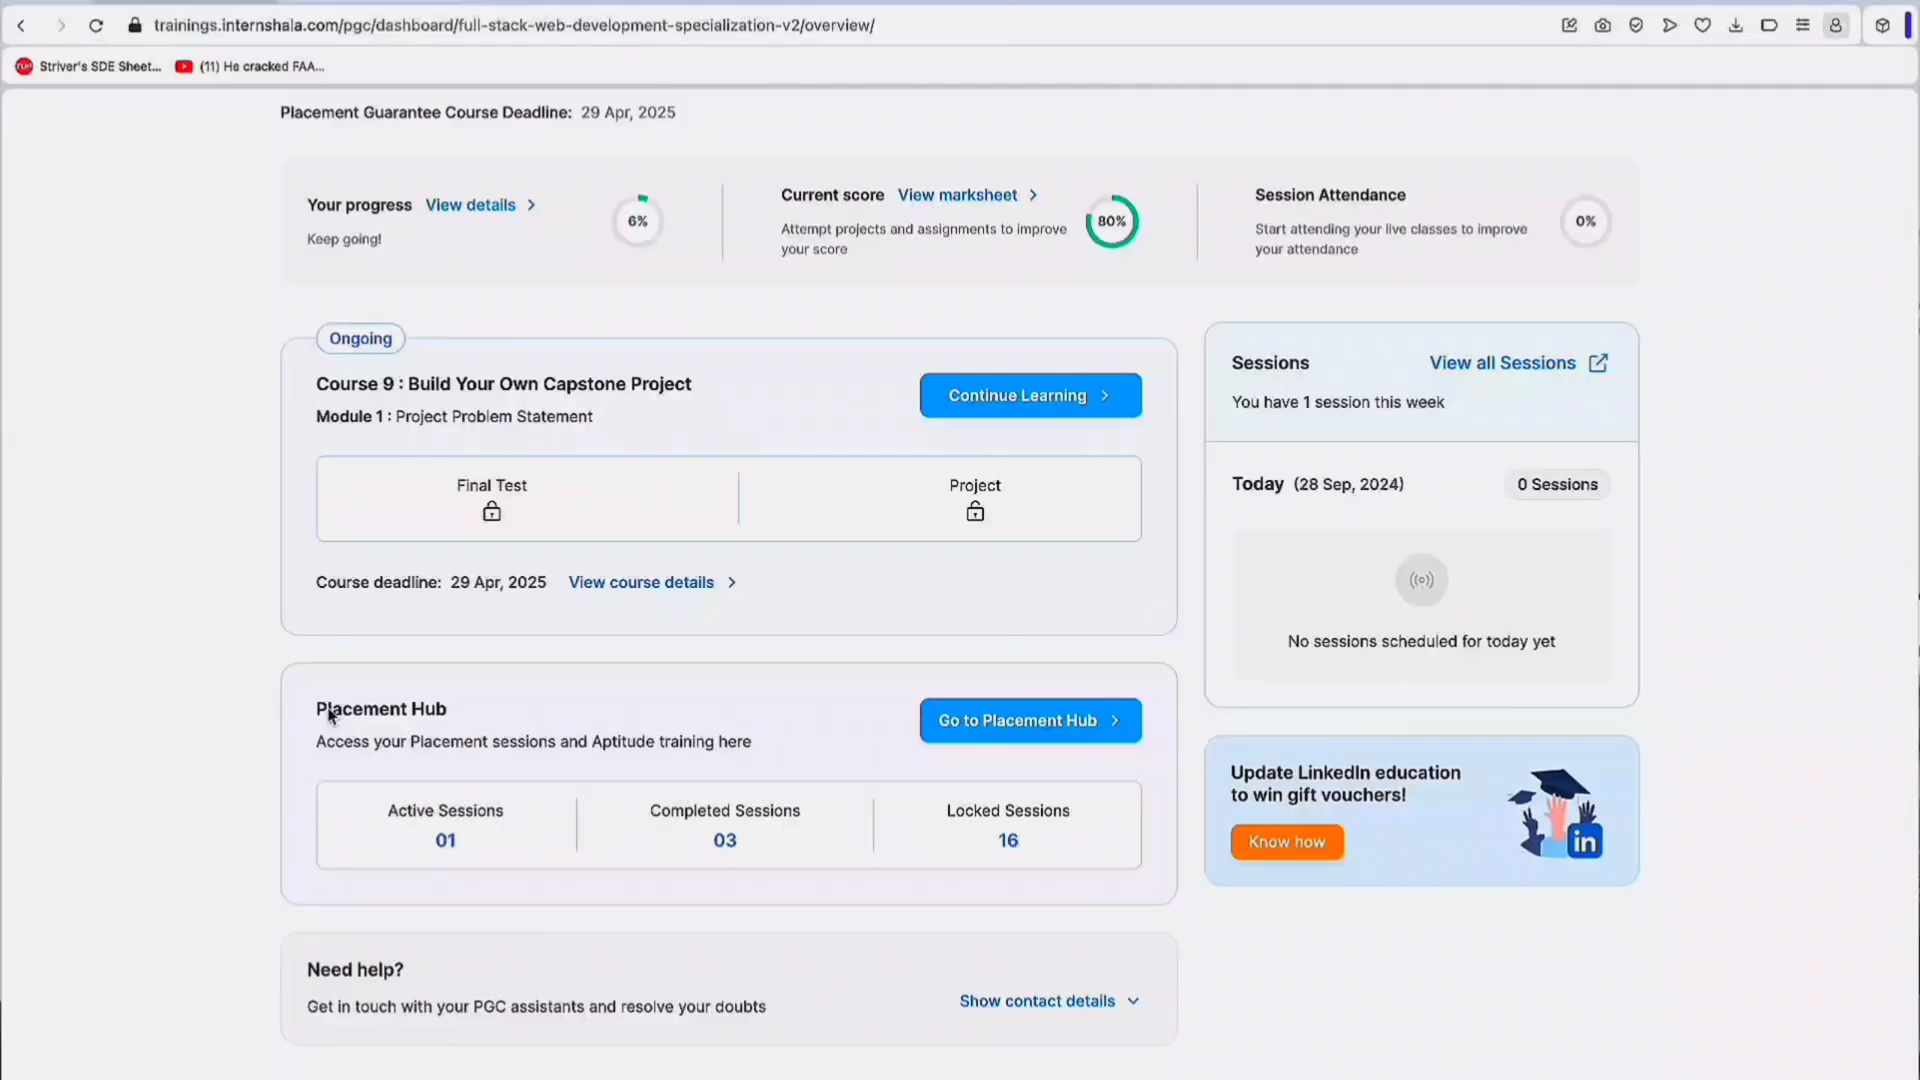 trainings.internshala.com/pgc/dashboard/full-stack-web-development-specialization-v2/overview/
TUF Striver's SDE Sheet... (11) He cracked FAA...
Placement Guarantee Course Deadline: 29 Apr, 2025
Your progress View details
Keep going!
6%
Current score View marksheet
Attempt projects and assignments to improve
your score
80%
Session Attendance
Start attending your live classes to improve
your attendance
0%
Ongoing
Course 9 : Build Your Own Capstone Project
Module 1 : Project Problem Statement
Continue Learning
Final Test
Project
Course deadline: 29 Apr, 2025 View course details
Sessions View all Sessions
You have 1 session this week
Today (28 Sep, 2024) 0 Sessions
No sessions scheduled for today yet
Placement Hub
Access your Placement sessions and Aptitude training here
Go to Placement Hub
Active Sessions
01
Completed Sessions
03
Locked Sessions
16
Update LinkedIn education
to win gift vouchers!
Know how
in
Need help?
Get in touch with your PGC assistants and resolve your doubts
Show contact details